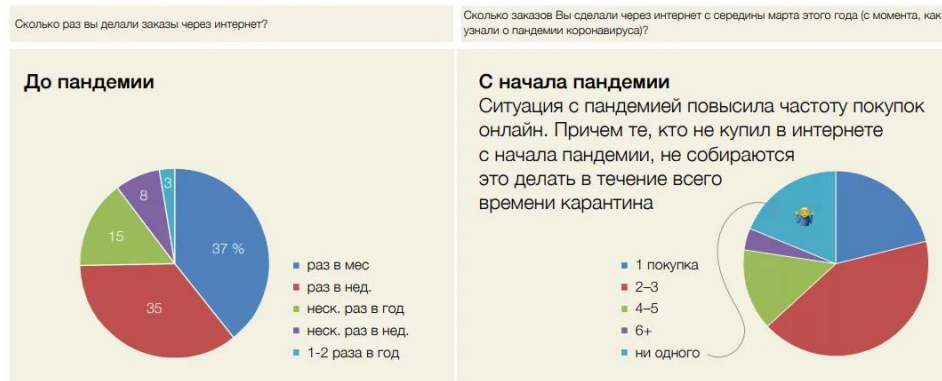 Сколько раз вы делали заказы через интернет?
До пандемии
3
8
15
37 %
35
раз в мес
раз в нед.
неск. раз в год
неск. раз в нед.
1-2 раза в год
Сколько заказов Вы сделали через интернет с середины марта этого года (с момента, как
узнали о пандемии коронавируса)?
С начала пандемии
Ситуация с пандемией повысила частоту покупок
онлайн. Причем те, кто не купил в интернете
с начала пандемии, не собираются
это делать в течение всего
времени карантина
1 покупка
2–3
4–5
6+
ни одного